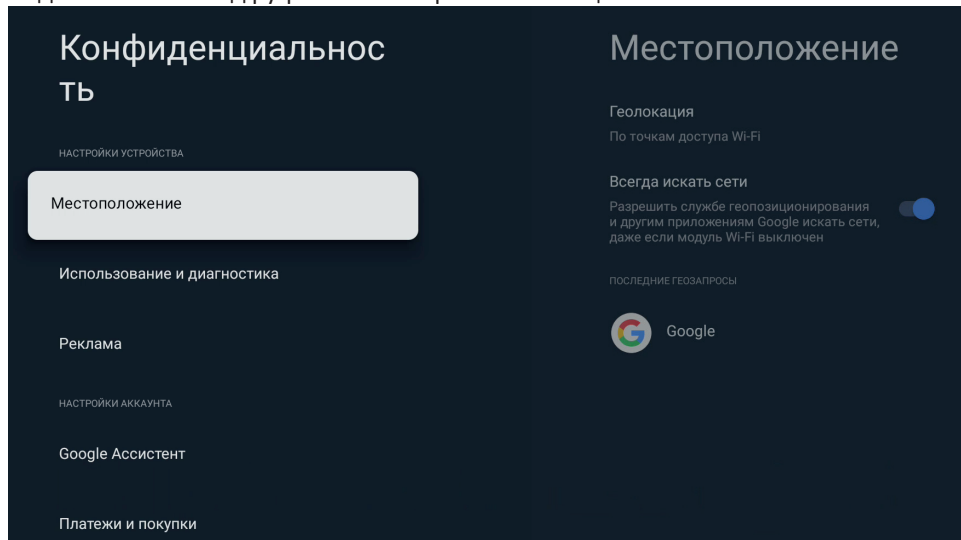 Конфиденциальнос
ть
НАСТРОЙКИ УСТРОЙСТВА
Местоположение
Использование и диагностика
Реклама
НАСТРОЙКИ АККАУНТА
Google Ассистент
Платежи и покупки
Местоположение
Геолокация
По точкам доступа Wi-Fi
Всегда искать сети
Разрешить службе геопозиционирования
и другим приложениям Google искать сети,
даже если модуль Wi-Fi выключен
ПОСЛЕДНИЕ ГЕОЗАПРОСЫ
Google